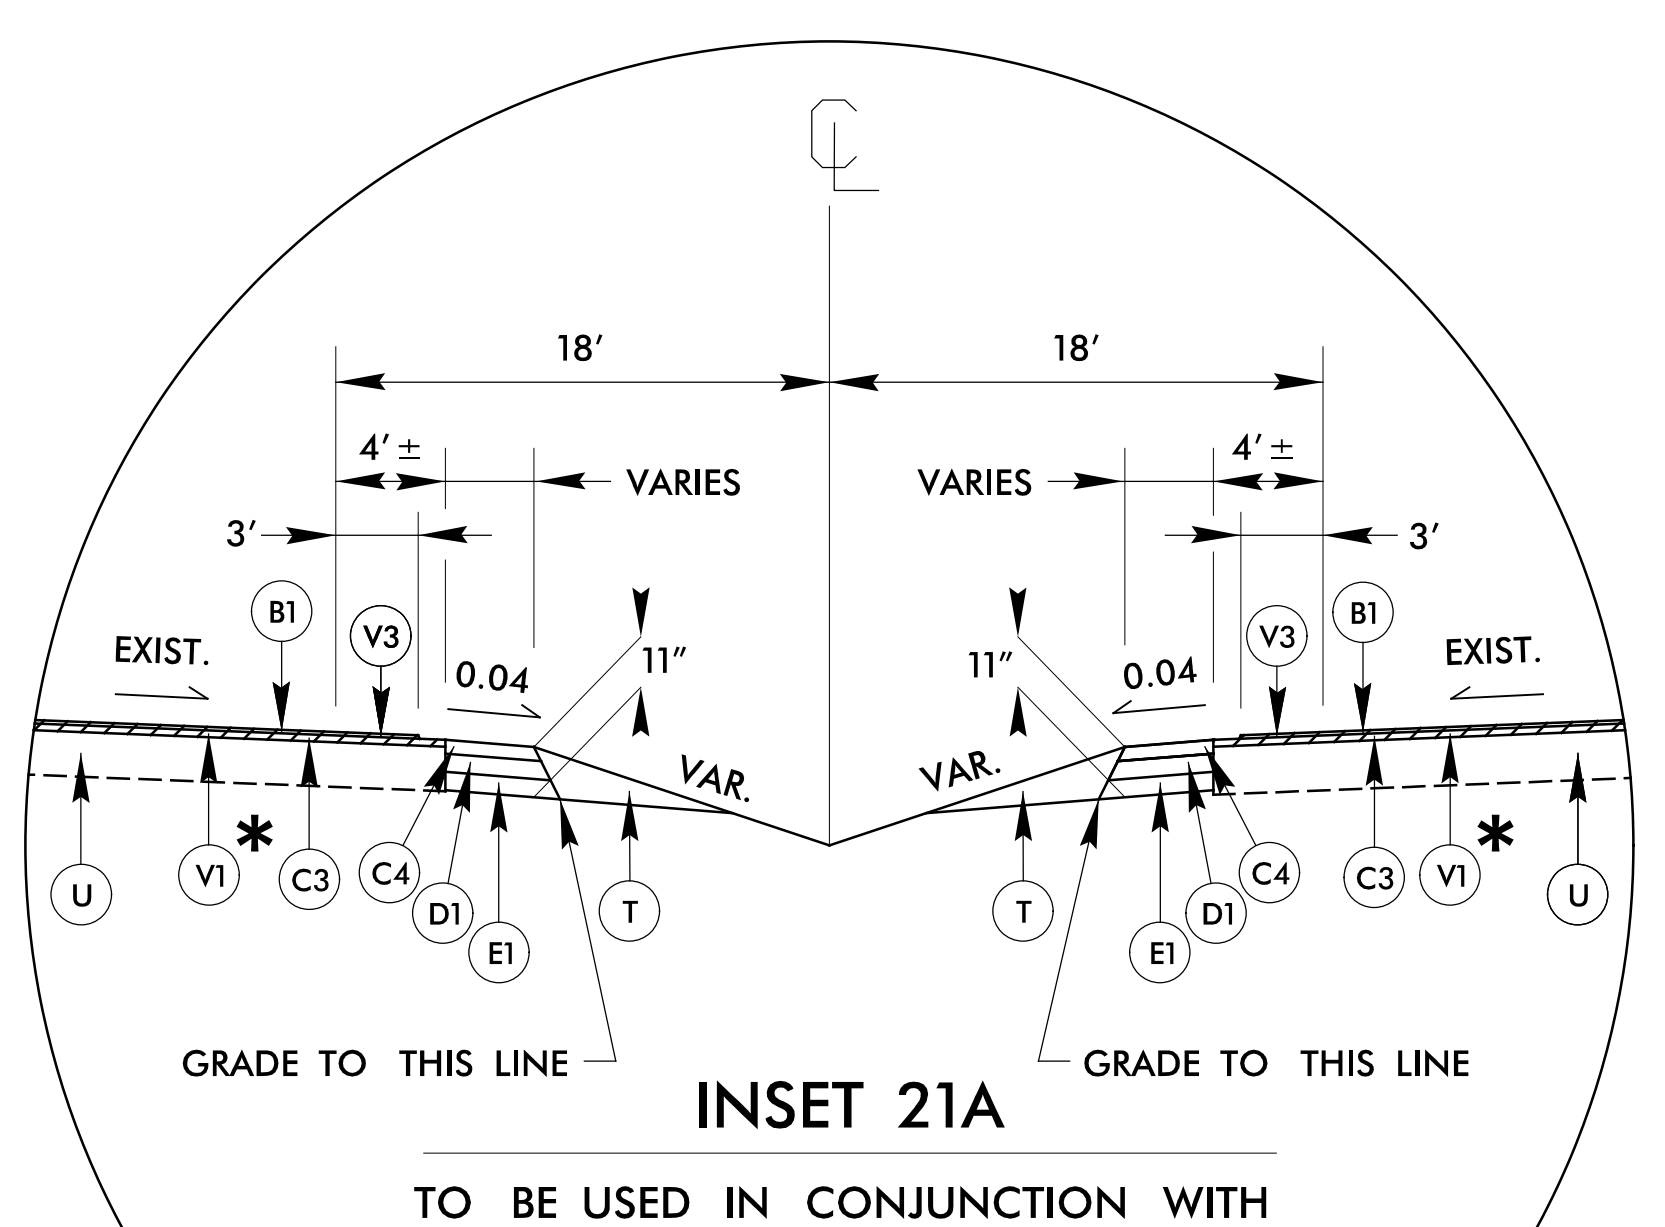 CL
18' 18'
4' ± VARIES VARIES 4' ±
3' 3'
B1 V3 V3 B1
EXIST. 0.04 11" 11" 0.04 EXIST.
VAR. VAR.
* *
U V1 C3 C4 D1 E1 T T E1 D1 C4 C3 V1 U
GRADE TO THIS LINE GRADE TO THIS LINE
INSET 21A
TO BE USED IN CONJUNCTION WITH